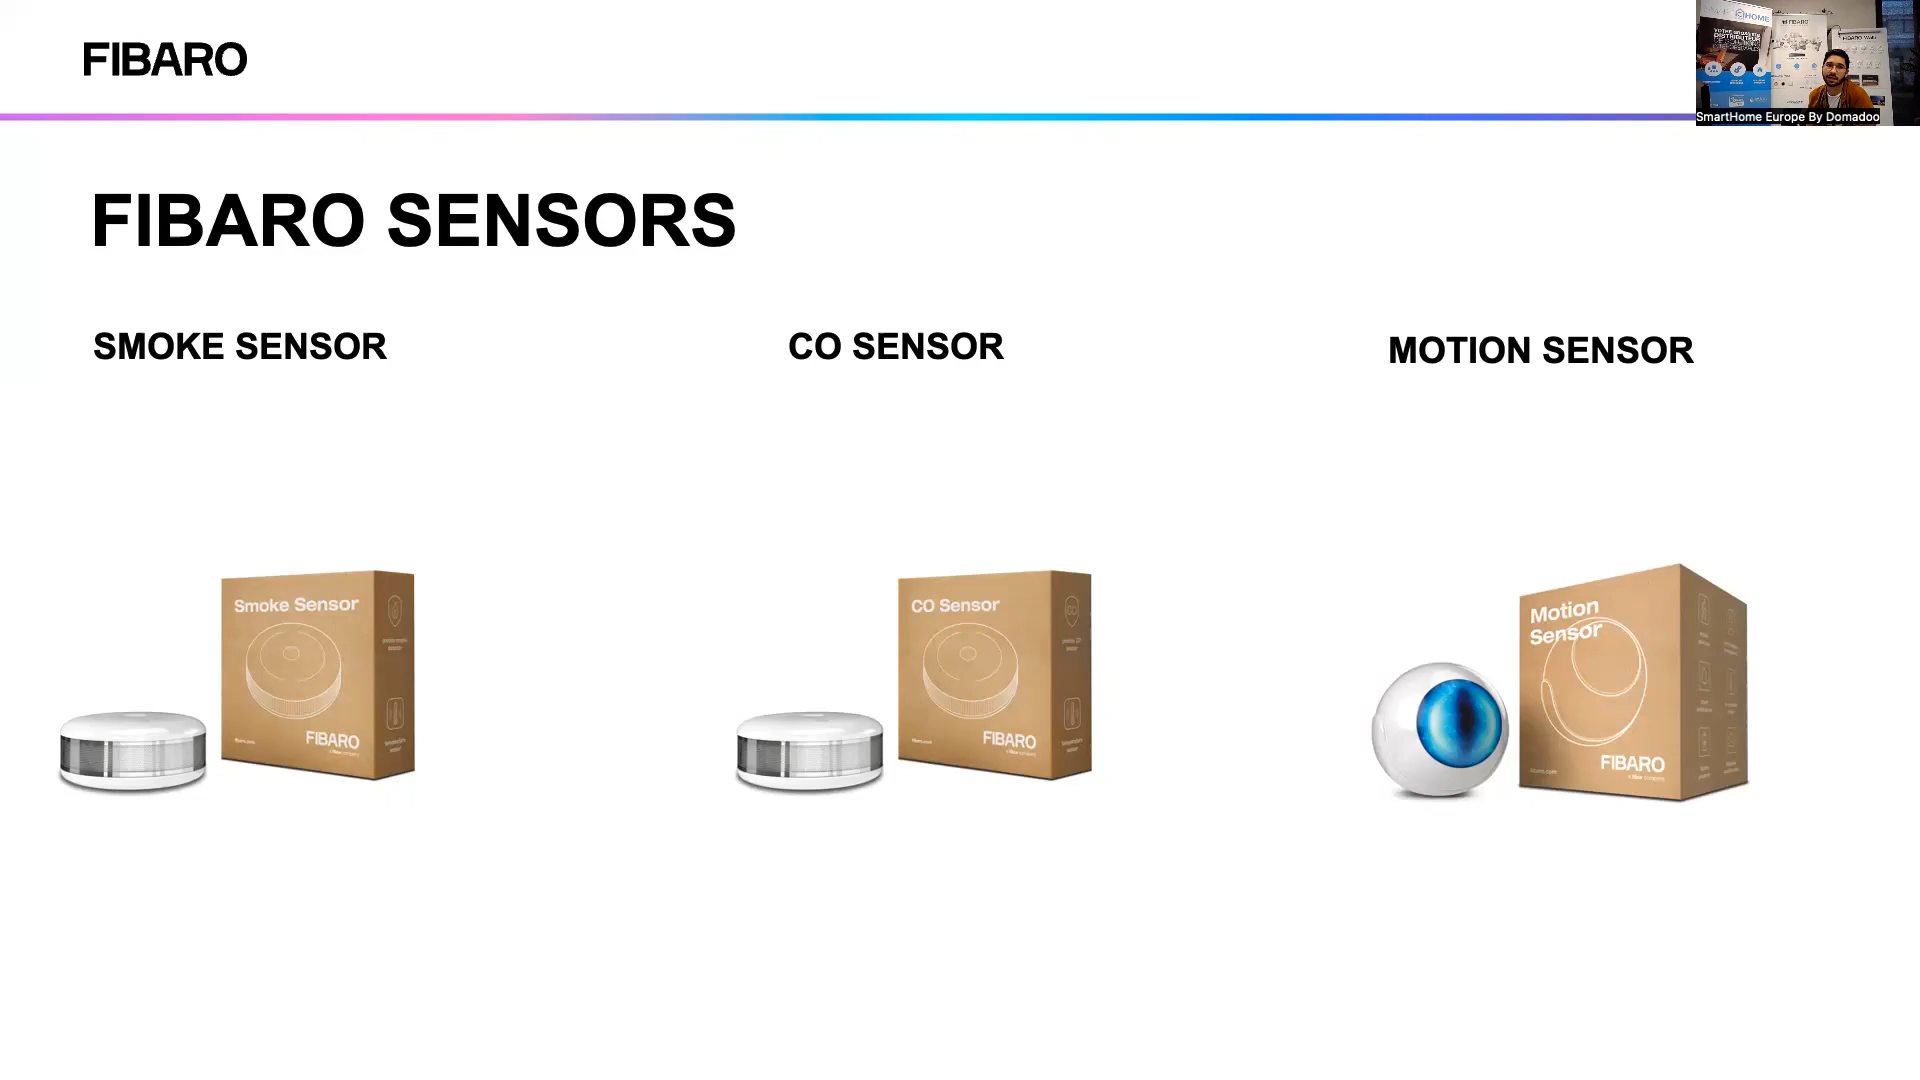 FIBARO
SmartHome Europe By Domadoo
FIBARO SENSORS
SMOKE SENSOR
CO SENSOR
MOTION SENSOR
Smoke Sensor
FIBARO
CO Sensor
FIBARO
Motion
Sensor
FIBARO